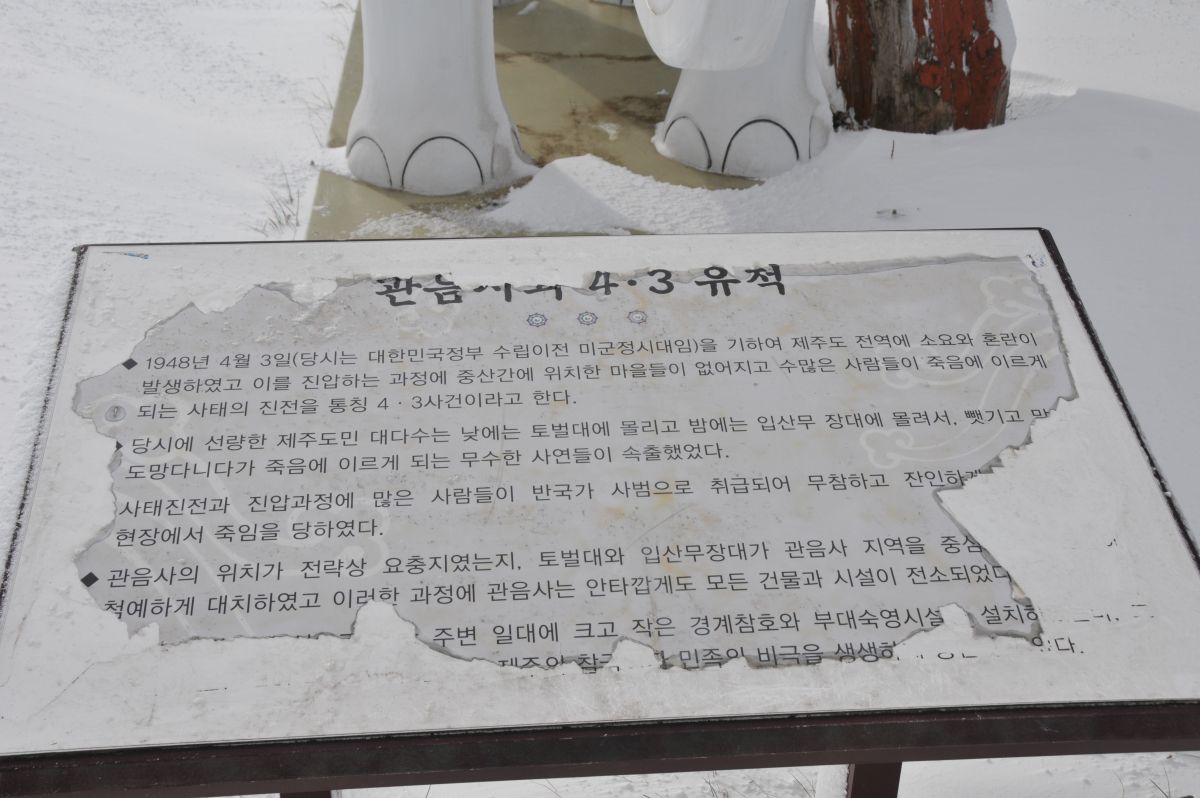 4·3 유적
◆ 1948년 4월 3일(당시는 대한민국정부 수립이전 미군정시대임)을 기하여 제주도 전역에 소요와 혼란이
발생하였고 이를 진압하는 과정에 중산간에 위치한 마을들이 없어지고 수많은 사람들이 죽음에 이르게
되는 사태의 진전을 통칭 4·3사건이라고 한다.
◆ 당시에 선량한 제주도민 대다수는 낮에는 토벌대에 몰리고 밤에는 입산무 장대에 몰려서, 뺏기고
도망다니다가 죽음에 이르게 되는 무수한 사연들이 속출했었다.
사태진전과 진압과정에 많은 사람들이 반국가 사범으로 취급되어 무참하고 잔인하게
현장에서 죽임을 당하였다.
◆ 관음사의 위치가 전략상 요충지였는지, 토벌대와 입산무장대가 관음사 지역을
첨예하게 대치하였고 이러한 과정에 관음사는 안타깝게도 모든 건물과 시설이 전소되었다
주변 일대에 크고 작은 경계참호와 부대숙영시설
민족의 비극을